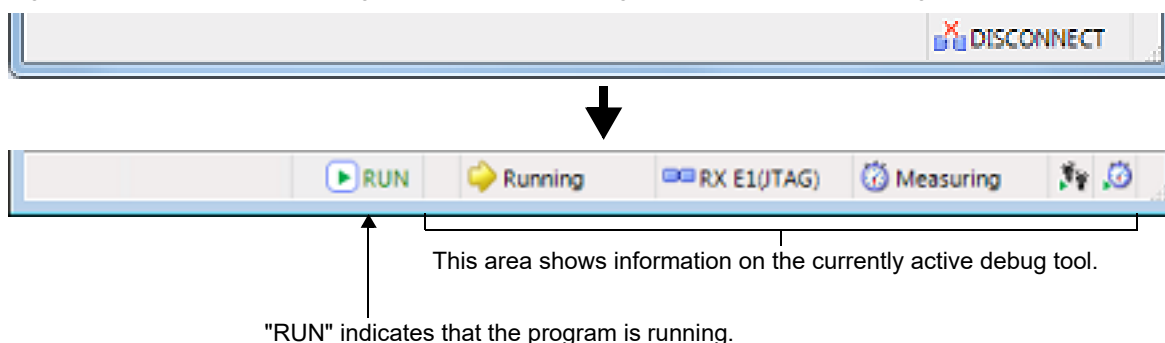 DISCONNECT
RUN Running RX E1(JTAG) Measuring
This area shows information on the currently active debug tool.
"RUN" indicates that the program is running.